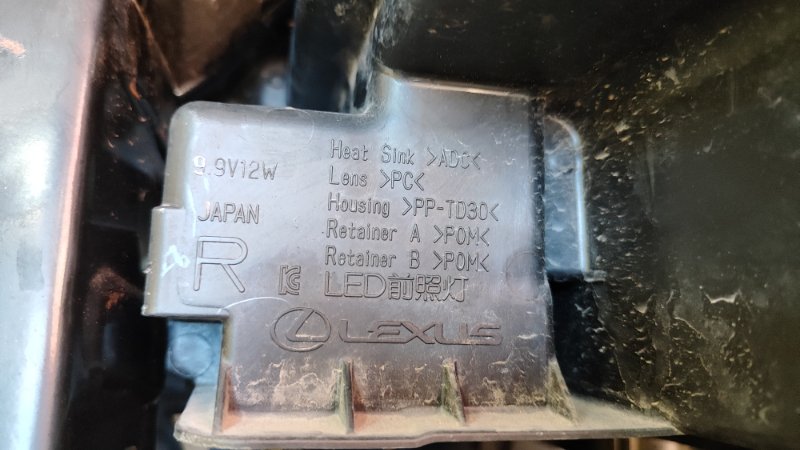 9.9V12W
JAPAN
R
Heat Sink >ADC<
Lens >PC<
Housing >PP-TD30<
Retainer A >POM<
Retainer B >POM<
LED前照灯
LEXUS